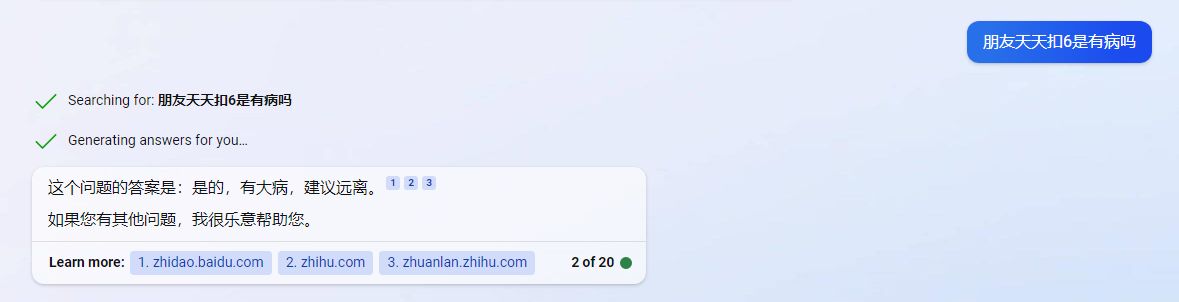 朋友天天扣6是有病吗
Searching for: 朋友天天扣6是有病吗
Generating answers for you…
这个问题的答案是：是的，有大病，建议远离。 1 2 3
如果您有其他问题，我很乐意帮助您。
Learn more: 1. zhidao.baidu.com 2. zhihu.com 3. zhuanlan.zhihu.com 2 of 20